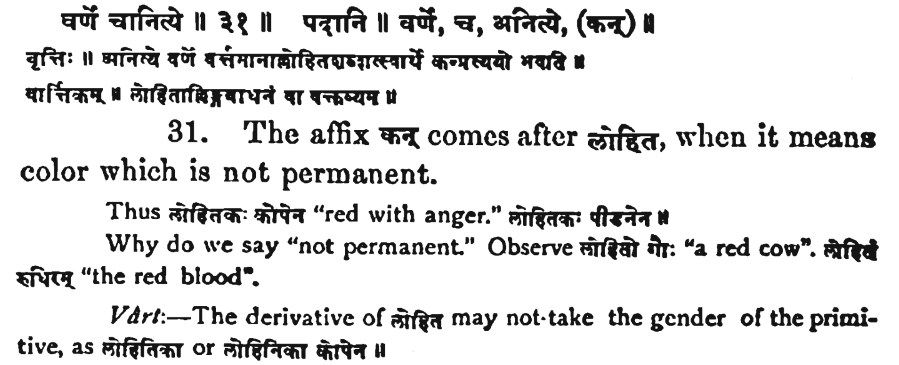 वर्णे चानित्ये ॥ ३१ ॥ पदानि ॥ वर्णे, च, अनित्ये, (कन्) ॥
वृत्तिः ॥ अनित्ये वर्णे वर्त्तमानाल्लोहितशब्दात्स्वार्थे कन्प्रत्ययो भवति ॥
वार्त्तिकम् ॥ लोहिताल्लिङ्गबाधनं वा वक्तव्यम ॥
31. The affix कन् comes after लोहित, when it means
color which is not permanent.
Thus लोहितकः कोपेन “red with anger.” लोहितकः पीडनेन ॥
Why do we say “not permanent.” Observe लोहितो गौः “a red cow”. लोहितं
रुधिरम् “the red blood”.
Vârt:—The derivative of लोहित may not-take the gender of the primi-
tive, as लोहितिका or लोहिनिका कोपेन ॥